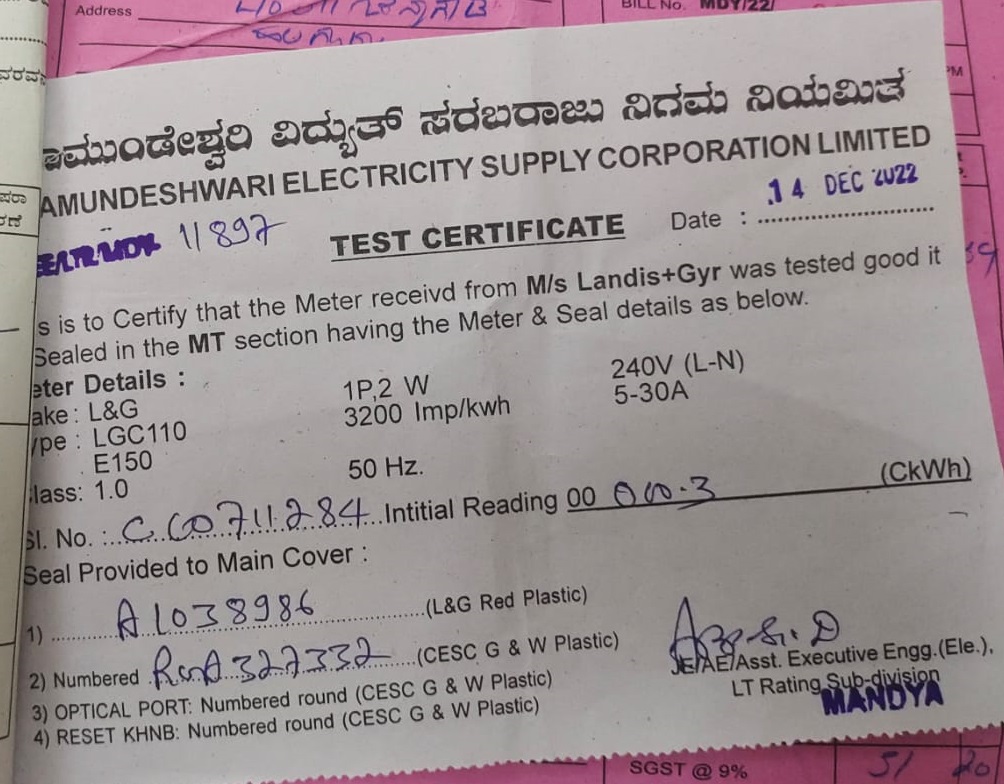 Address
BILL No. MDY/22/
ಾಮುಂಡೇಶ್ವರಿ ವಿದ್ಯುತ್ ಸರಬರಾಜು ನಿಗಮ ನಿಯಮಿತ
AMUNDESHWARI ELECTRICITY SUPPLY CORPORATION LIMITED
11897
TEST CERTIFICATE
Date : 14 DEC 2022
s is to Certify that the Meter receivd from M/s Landis+Gyr was tested good it
Sealed in the MT section having the Meter & Seal details as below.
eter Details :
1P,2 W
240V (L-N)
ake : L&G
3200 Imp/kwh
5-30A
ype : LGC110
E150
50 Hz.
lass: 1.0
Sl. No. : C C0711284 Intitial Reading 00 000.3 (CkWh)
Seal Provided to Main Cover :
1) A1038986 (L&G Red Plastic)
2) Numbered 327332 (CESC G & W Plastic)
3) OPTICAL PORT: Numbered round (CESC G & W Plastic)
4) RESET KHNB: Numbered round (CESC G & W Plastic)
JE/AE/Asst. Executive Engg.(Ele.),
LT Rating Sub-division
MANDYA
SGST @ 9%
51 20